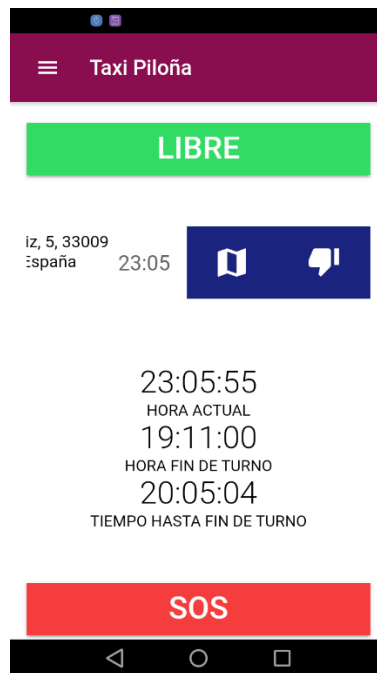 Taxi Piloña
LIBRE
iz, 5, 33009
España
23:05
23:05:55
HORA ACTUAL
19:11:00
HORA FIN DE TURNO
20:05:04
TIEMPO HASTA FIN DE TURNO
SOS